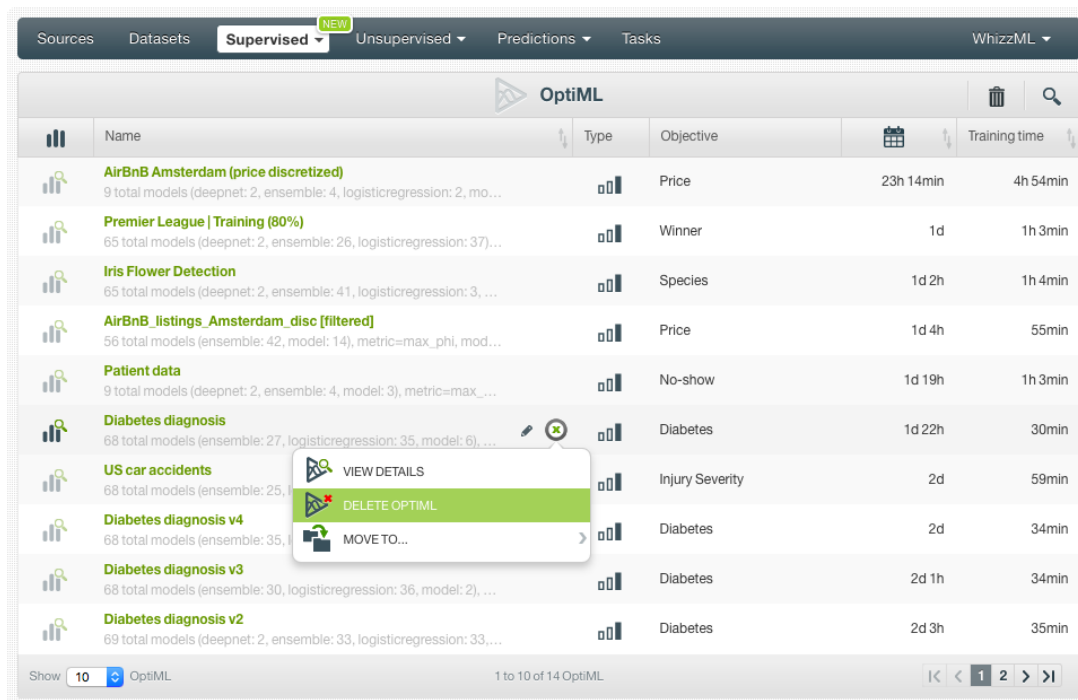 NEW
Sources Datasets Supervised Unsupervised Predictions Tasks WhizzML
OptiML
Name Type Objective Training time
AirBnB Amsterdam (price discretized)
9 total models (deepnet: 2, ensemble: 4, logisticregression: 2, mo...
Price 23h 14min 4h 54min
Premier League | Training (80%)
65 total models (deepnet: 2, ensemble: 26, logisticregression: 37)...
Winner 1d 1h 3min
Iris Flower Detection
65 total models (deepnet: 2, ensemble: 41, logisticregression: 3, ...
Species 1d 2h 1h 4min
AirBnB_listings_Amsterdam_disc [filtered]
56 total models (ensemble: 42, model: 14), metric=max_phi, mod...
Price 1d 4h 55min
Patient data
9 total models (deepnet: 2, ensemble: 4, model: 3), metric=max_...
No-show 1d 19h 1h 3min
Diabetes diagnosis
68 total models (ensemble: 27, logisticregression: 35, model: 6), ...
Diabetes 1d 22h 30min
VIEW DETAILS
DELETE OPTIML
MOVE TO...
US car accidents
68 total models (ensemble: 25,
Injury Severity 2d 59min
Diabetes diagnosis v4
68 total models (ensemble: 35,
Diabetes 2d 34min
Diabetes diagnosis v3
68 total models (ensemble: 30, logisticregression: 36, model: 2), ...
Diabetes 2d 1h 34min
Diabetes diagnosis v2
69 total models (deepnet: 2, ensemble: 33, logisticregression: 33,...
Diabetes 2d 3h 35min
Show 10 OptiML 1 to 10 of 14 OptiML 1 2